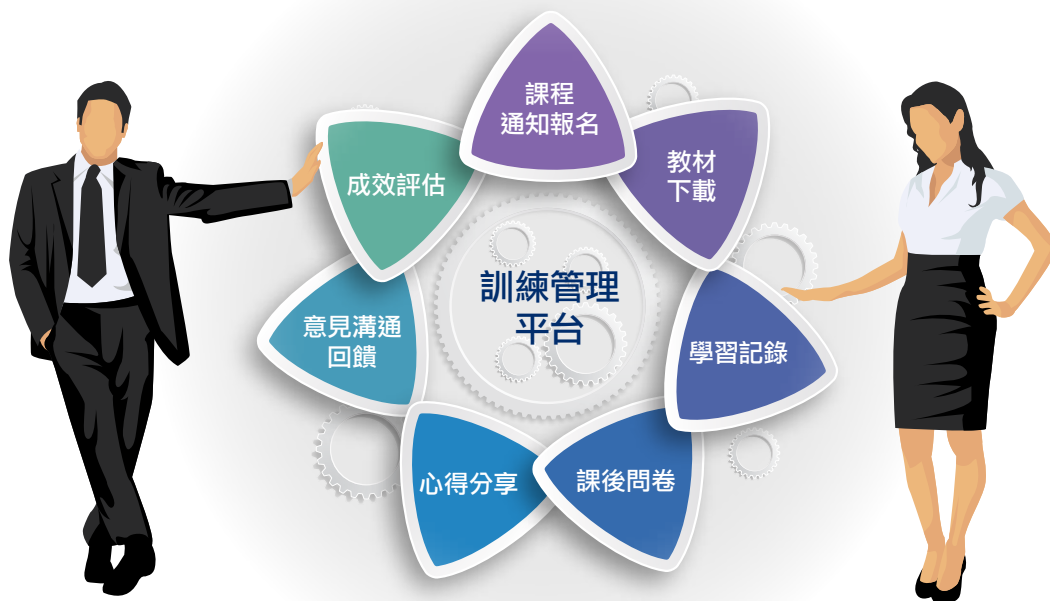 課程
通知報名
教材
下載
成效評估
訓練管理
平台
意見溝通
回饋
學習記錄
心得分享
課後問卷